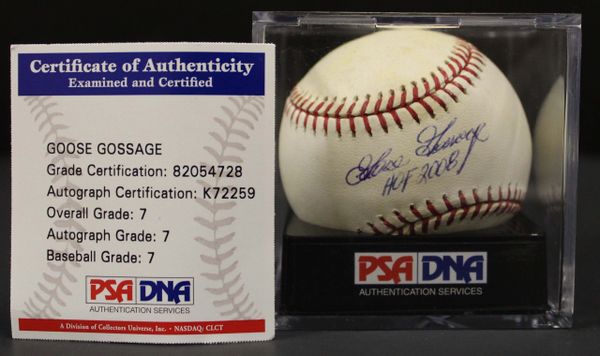 Certificate of Authenticity
Examined and Certified
GOOSE GOSSAGE
Grade Certification: 82054728
Autograph Certification: K72259
Overall Grade: 7
Autograph Grade: 7
Baseball Grade: 7
PSA DNA
AUTHENTICATION SERVICES
A Division of Collectors Universe, Inc. • NASDAQ: CLCT
Goose Gossage
HOF 2008
PSA DNA
AUTHENTICATION SERVICES